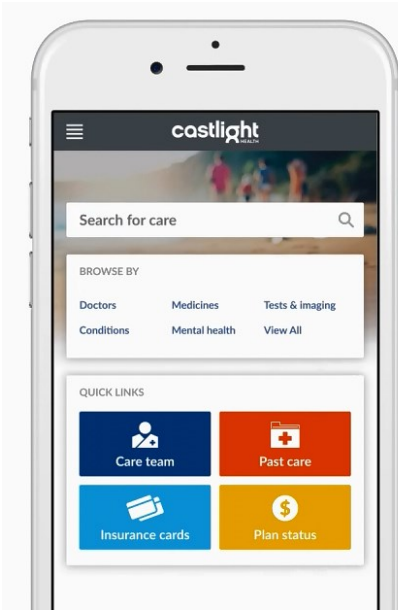 castlight
HEALTH
Search for care
BROWSE BY
Doctors Medicines Tests & imaging
Conditions Mental health View All
QUICK LINKS
Care team Past care
Insurance cards Plan status